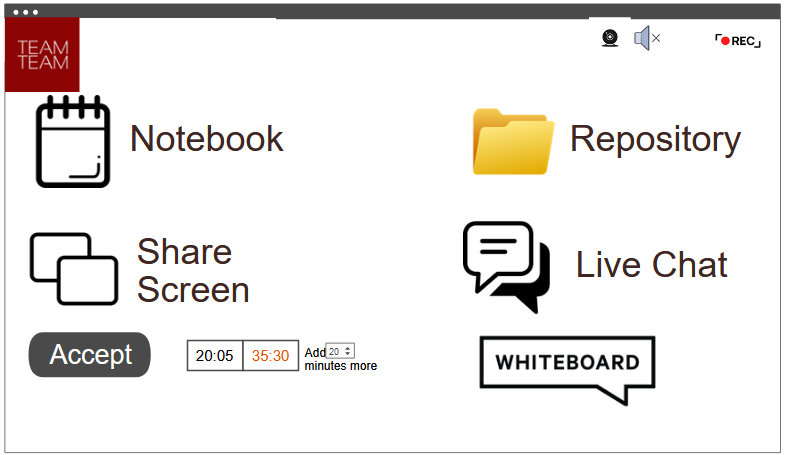 TEAM
TEAM
REC
Notebook
Repository
Share
Screen
Live Chat
Accept
20:05 35:30
Add 20
minutes more
WHITEBOARD